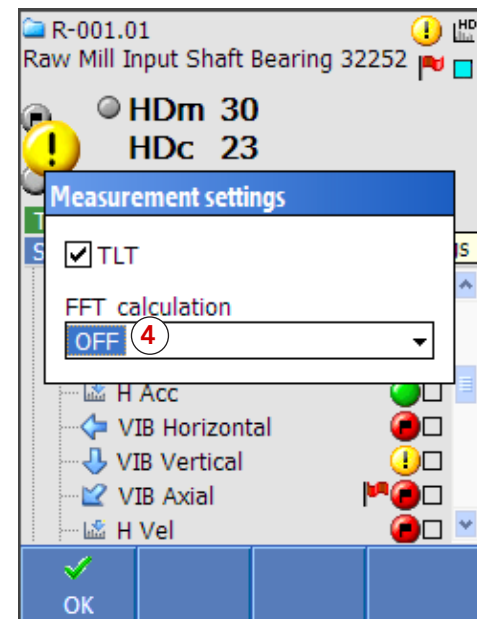 R-001.01
HD
Raw Mill Input Shaft Bearing 32252
HDm 30
HDc 23
Measurement settings
T
S
TLT
FFT calculation
OFF 4
H Acc
VIB Horizontal
VIB Vertical
VIB Axial
H Vel
OK